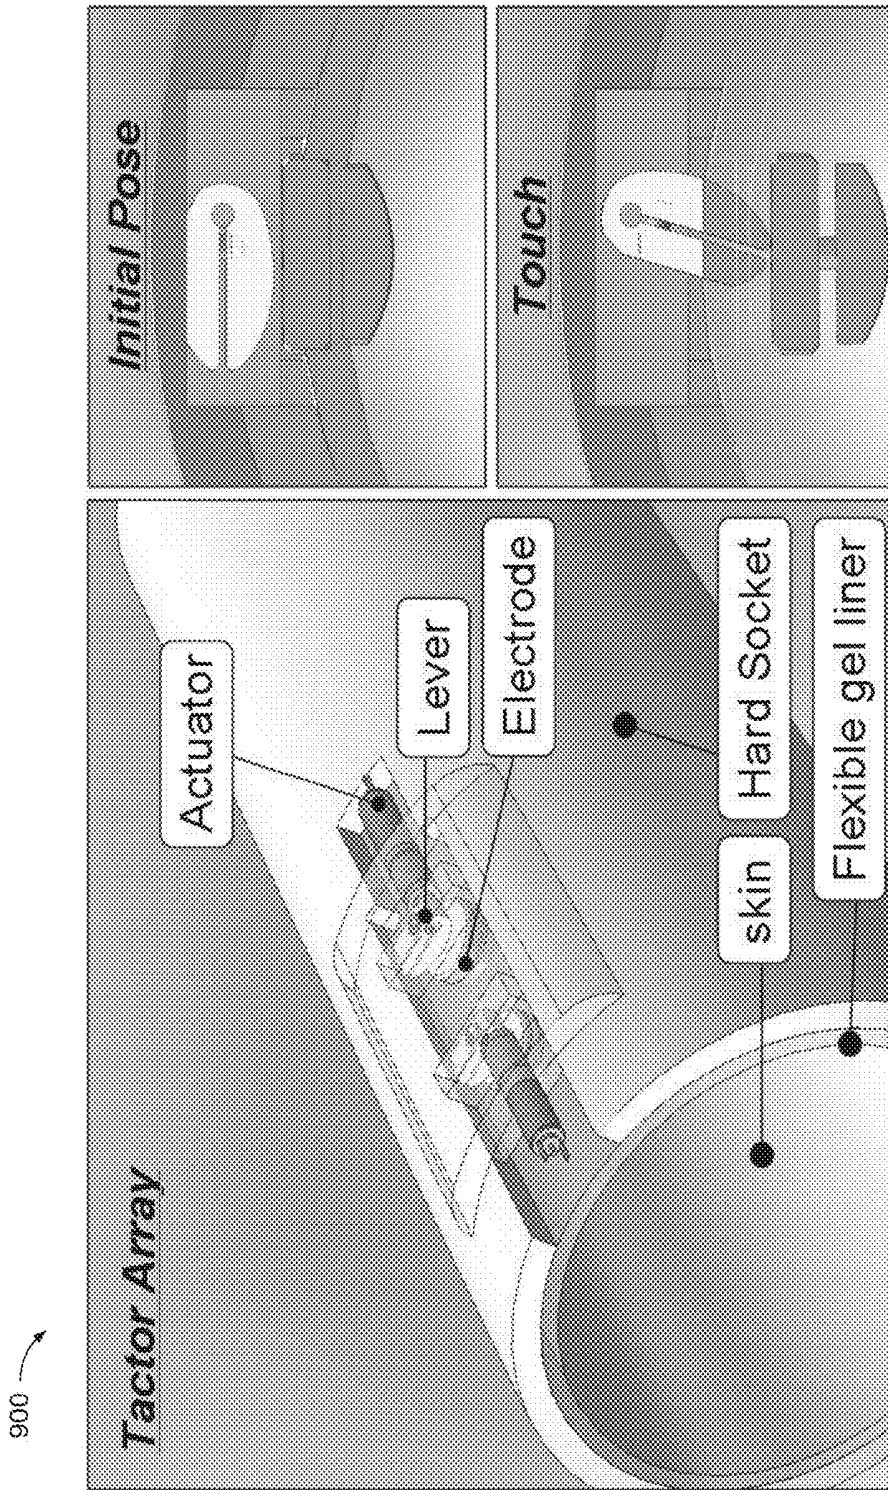 900
Tactor Array
Actuator
Lever
Electrode
skin
Hard Socket
Flexible gel liner
Initial Pose
Touch